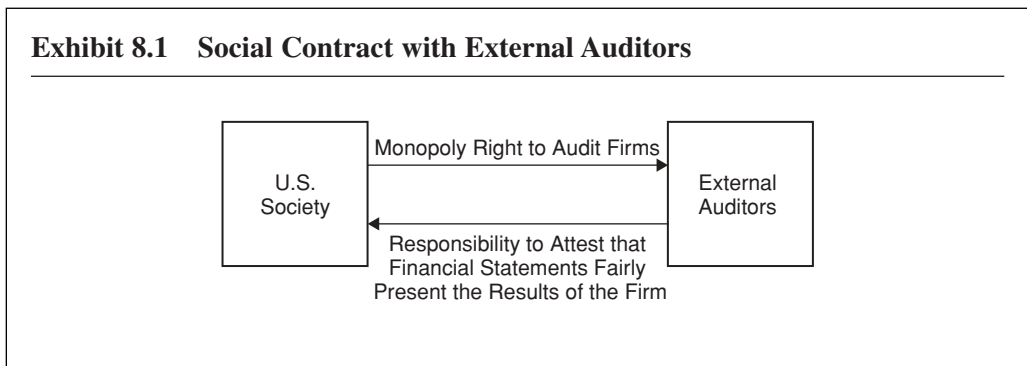 Exhibit 8.1 Social Contract with External Auditors
Monopoly Right to Audit Firms
U.S.
Society
External
Auditors
Responsibility to Attest that
Financial Statements Fairly
Present the Results of the Firm